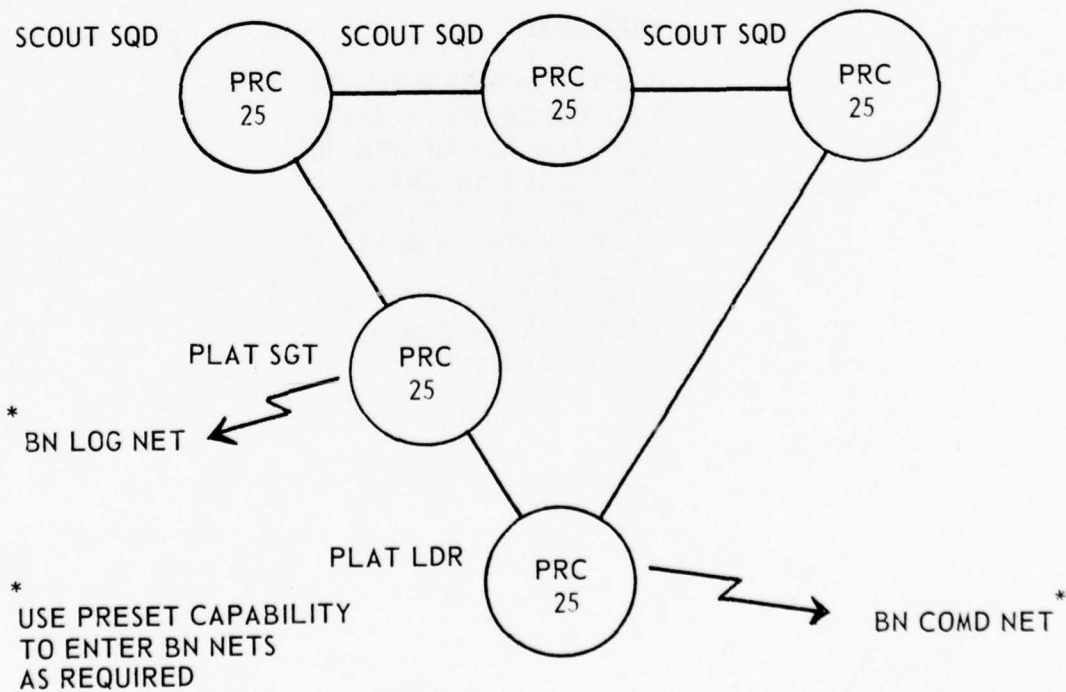 SCOUT SQD
SCOUT SQD
SCOUT SQD
PRC
25
PRC
25
PRC
25
PLAT SGT
PRC
25
* BN LOG NET
PLAT LDR
PRC
25
BN COMD NET *
*
USE PRESET CAPABILITY
TO ENTER BN NETS
AS REQUIRED